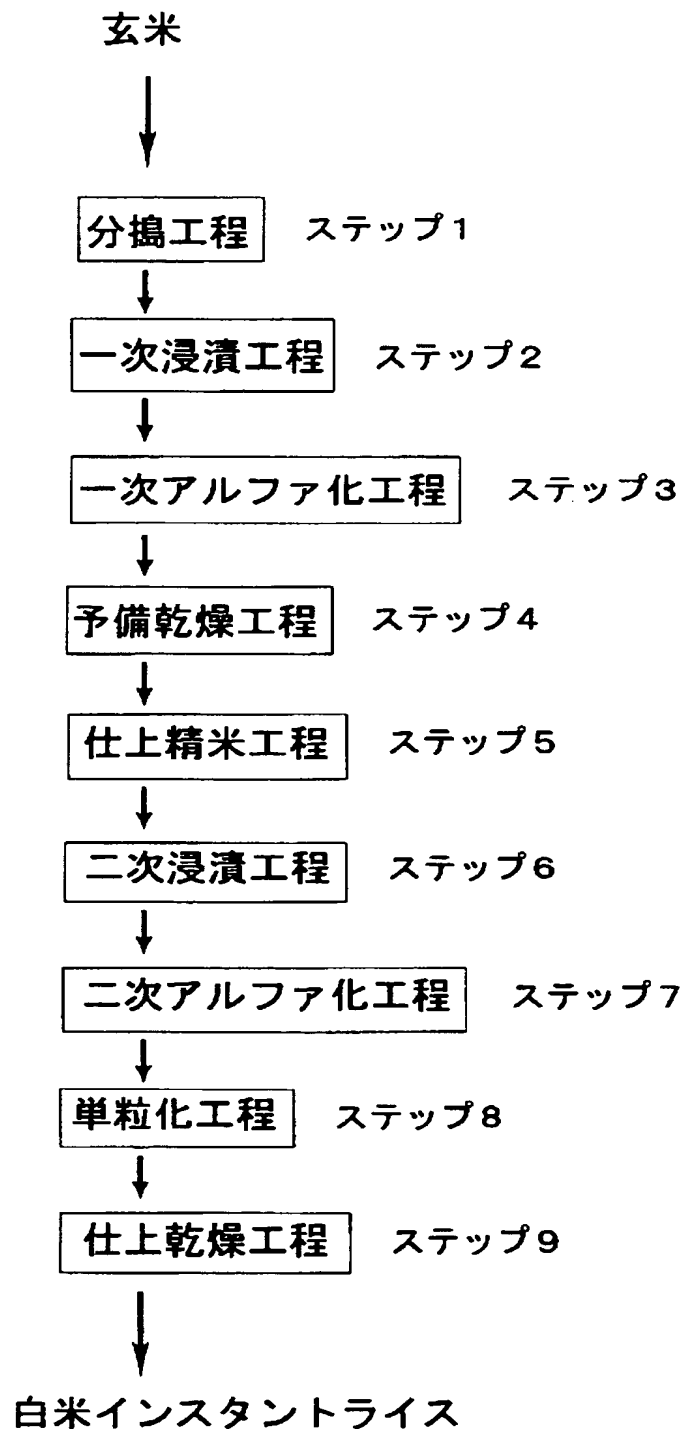 玄米
分搗工程 ステップ1
一次浸漬工程 ステップ2
一次アルファ化工程 ステップ3
予備乾燥工程 ステップ4
仕上精米工程 ステップ5
二次浸漬工程 ステップ6
二次アルファ化工程 ステップ7
単粒化工程 ステップ8
仕上乾燥工程 ステップ9
白米インスタントライス